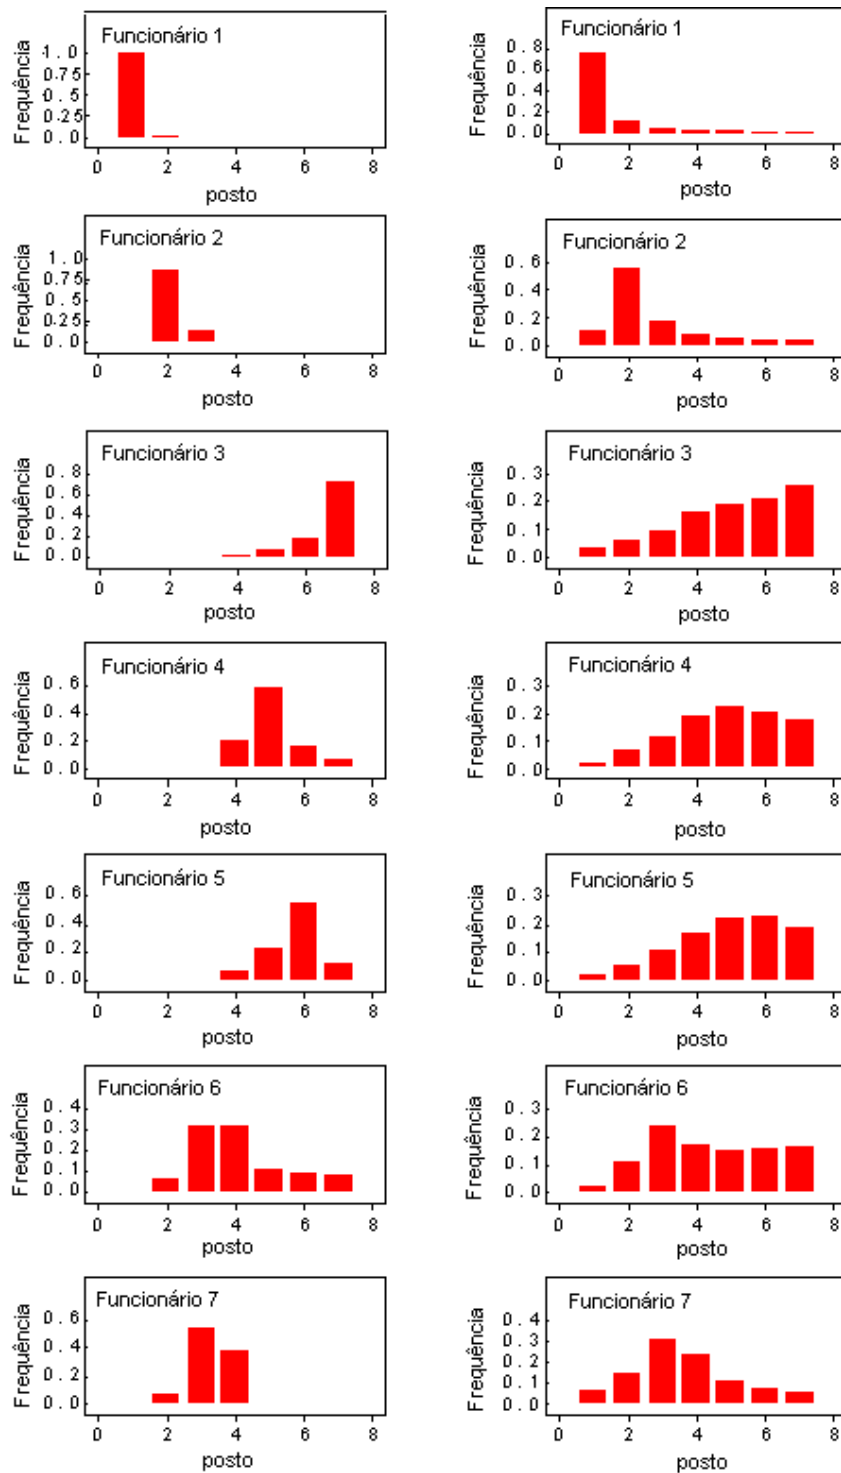 Funcionário 1
Frequência
1.0
0.75
0.5
0.25
0.0
0 2 4 6 8
posto
Funcionário 1
Frequência
0.8
0.6
0.4
0.2
0.0
0 2 4 6 8
posto
Funcionário 2
Frequência
1.0
0.75
0.5
0.25
0.0
0 2 4 6 8
posto
Funcionário 2
Frequência
0.6
0.4
0.2
0.0
0 2 4 6 8
posto
Funcionário 3
Frequência
0.8
0.6
0.4
0.2
0.0
0 2 4 6 8
posto
Funcionário 3
Frequência
0.3
0.2
0.1
0.0
0 2 4 6 8
posto
Funcionário 4
Frequência
0.6
0.4
0.2
0.0
0 2 4 6 8
posto
Funcionário 4
Frequência
0.3
0.2
0.1
0.0
0 2 4 6 8
posto
Funcionário 5
Frequência
0.6
0.4
0.2
0.0
0 2 4 6 8
posto
Funcionário 5
Frequência
0.3
0.2
0.1
0.0
0 2 4 6 8
posto
Funcionário 6
Frequência
0.4
0.3
0.2
0.1
0.0
0 2 4 6 8
posto
Funcionário 6
Frequência
0.3
0.2
0.1
0.0
0 2 4 6 8
posto
Funcionário 7
Frequência
0.6
0.4
0.2
0.0
0 2 4 6 8
posto
Funcionário 7
Frequência
0.4
0.3
0.2
0.1
0.0
0 2 4 6 8
posto